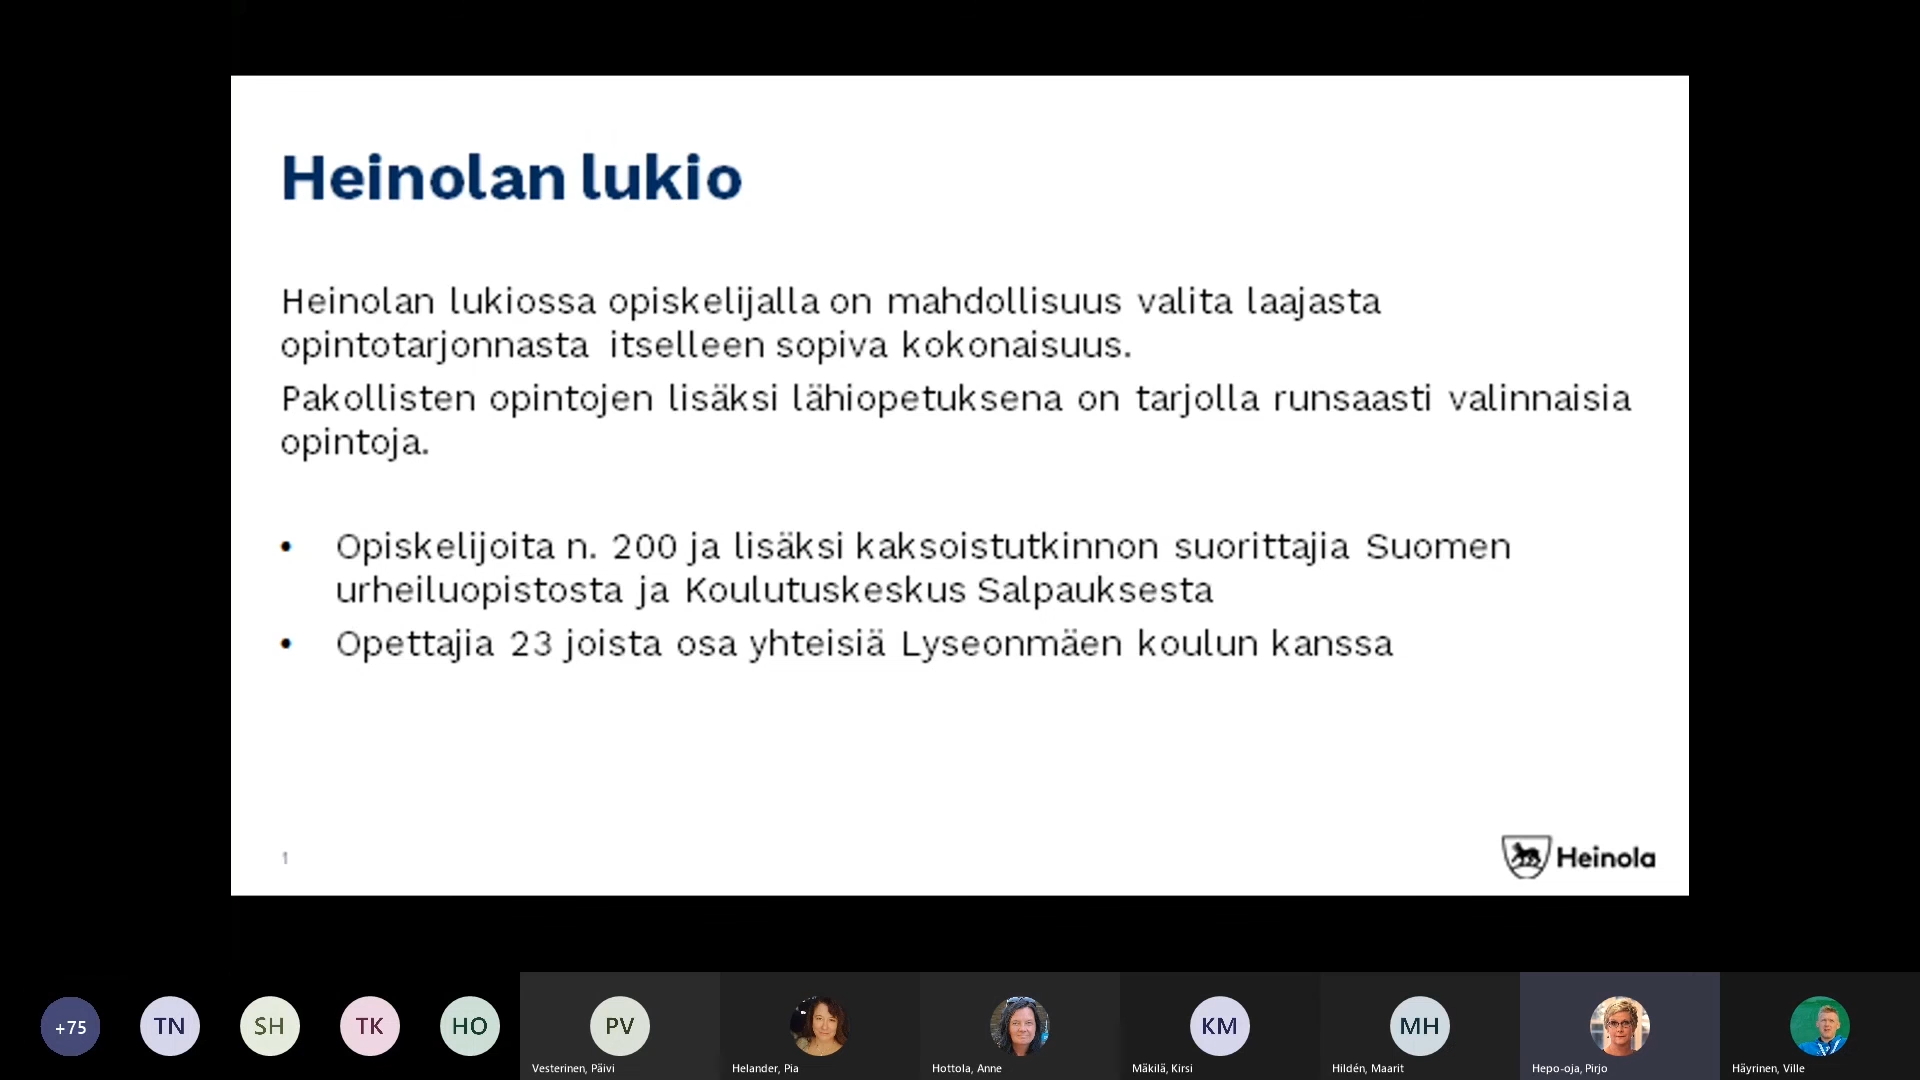 Heinolan lukio
Heinolan lukiossa opiskelijalla on mahdollisuus valita laajasta
opintotarjonnasta itselleen sopiva kokonaisuus.
Pakollisten opintojen lisäksi lähiopetuksena on tarjolla runsaasti valinnaisia
opintoja.
• Opiskelijoita n. 200 ja lisäksi kaksoistutkinnon suorittajia Suomen
urheiluopistosta ja Koulutuskeskus Salpauksesta
• Opettajia 23 joista osa yhteisiä Lyseonmäen koulun kanssa
1
Heinola
+75 TN SH TK HO PV KM MH
Vesterinen, Päivi Helander, Pia Hottola, Anne Mäkilä, Kirsi Hildén, Maarit Hepo-oja, Pirjo Häyrinen, Ville